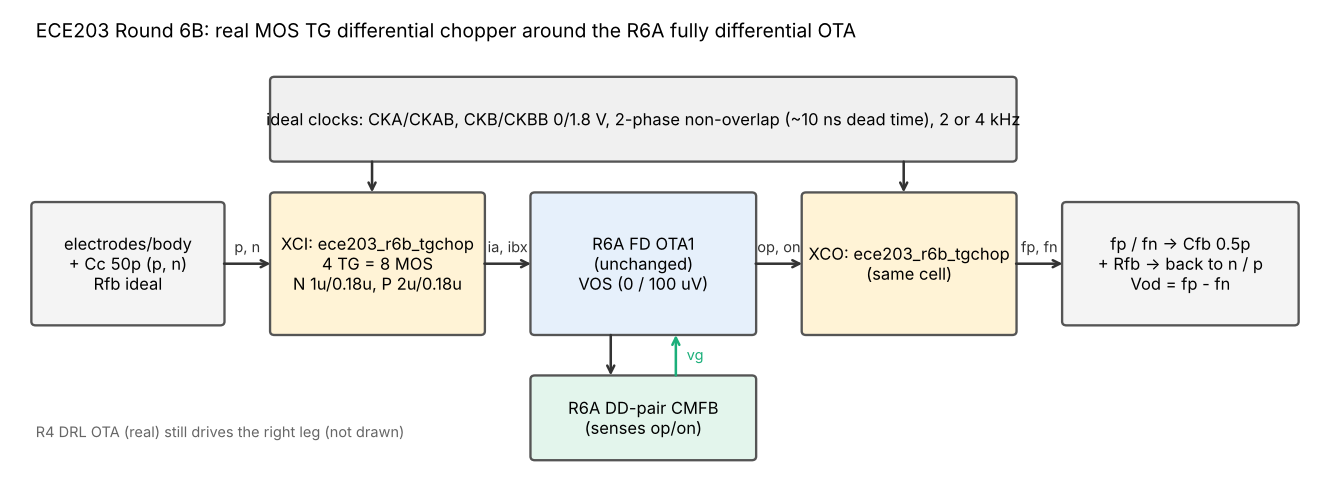 ECE203 Round 6B: real MOS TG differential chopper around the R6A fully differential OTA
ideal clocks: CKA/CKAB, CKB/CKBB 0/1.8 V, 2-phase non-overlap (~10 ns dead time), 2 or 4 kHz
electrodes/body
+ Cc 50p (p, n)
Rfb ideal
p, n
XCI: ece203_r6b_tgchop
4 TG = 8 MOS
N 1u/0.18u, P 2u/0.18u
ia, ibx
R6A FD OTA1
(unchanged)
VOS (0 / 100 uV)
op, on
XCO: ece203_r6b_tgchop
(same cell)
fp, fn
fp / fn → Cfb 0.5p
+ Rfb → back to n / p
Vod = fp - fn
vg
R6A DD-pair CMFB
(senses op/on)
R4 DRL OTA (real) still drives the right leg (not drawn)